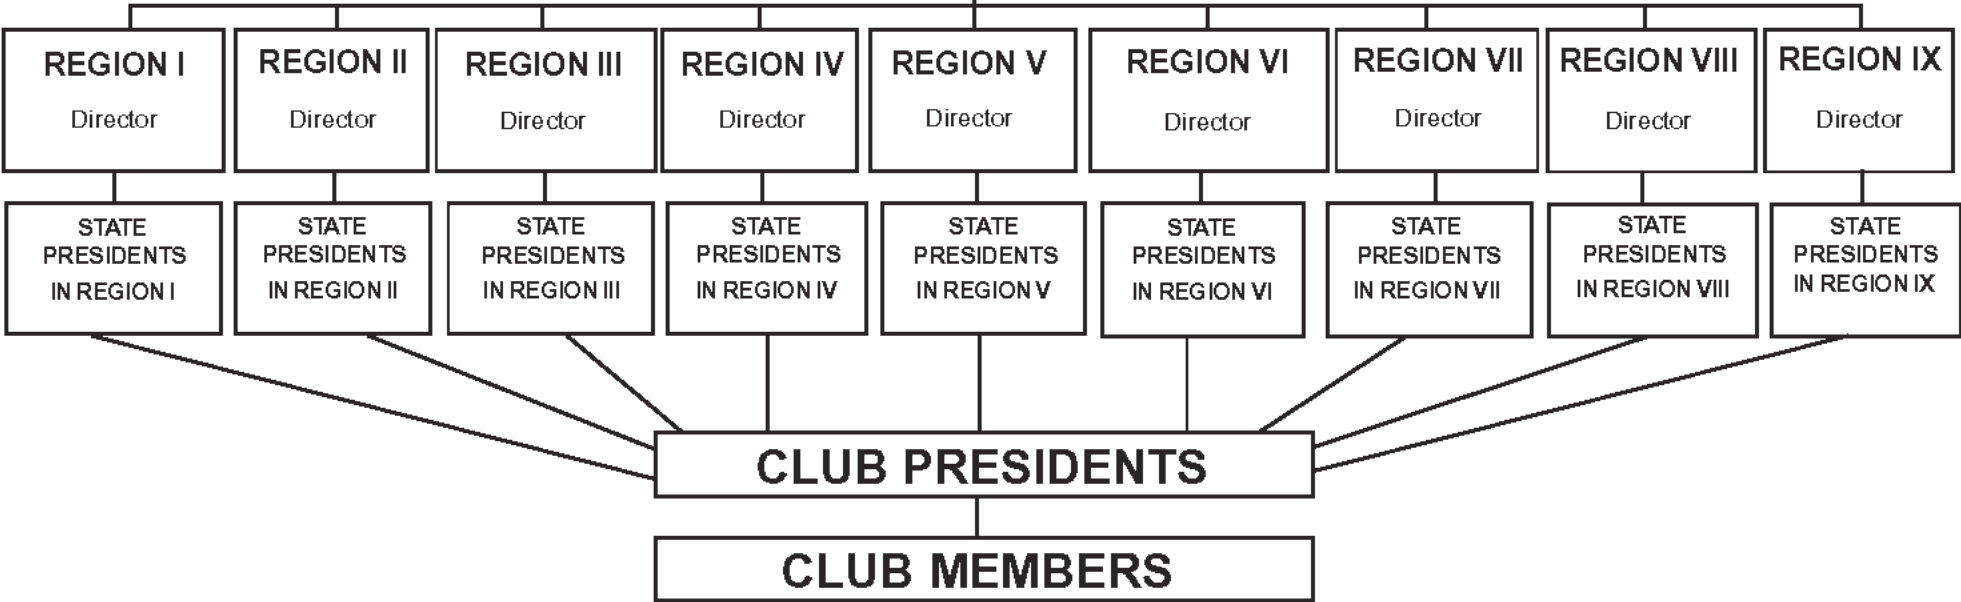 REGION I
Director
REGION II
Director
REGION III
Director
REGION IV
Director
REGION V
Director
REGION VI
Director
REGION VII
Director
REGION VIII
Director
REGION IX
Director
STATE
PRESIDENTS
IN REGION I
STATE
PRESIDENTS
IN REGION II
STATE
PRESIDENTS
IN REGION III
STATE
PRESIDENTS
IN REGION IV
STATE
PRESIDENTS
IN REGION V
STATE
PRESIDENTS
IN REGION VI
STATE
PRESIDENTS
IN REGION VII
STATE
PRESIDENTS
IN REGION VIII
STATE
PRESIDENTS
IN REGION IX
CLUB PRESIDENTS
CLUB MEMBERS